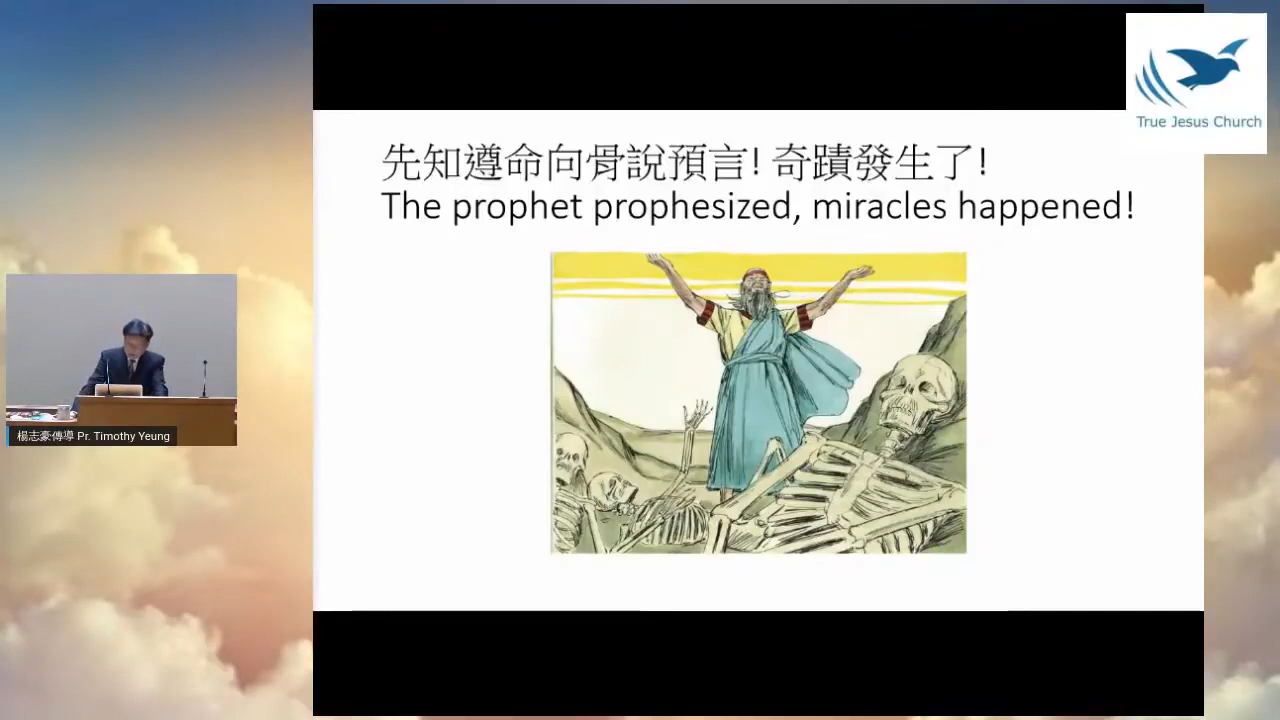 True Jesus Church
先知遵命向骨說預言! 奇蹟發生了!
The prophet prophesized, miracles happened!
楊志豪傳導 Pr. Timothy Yeung